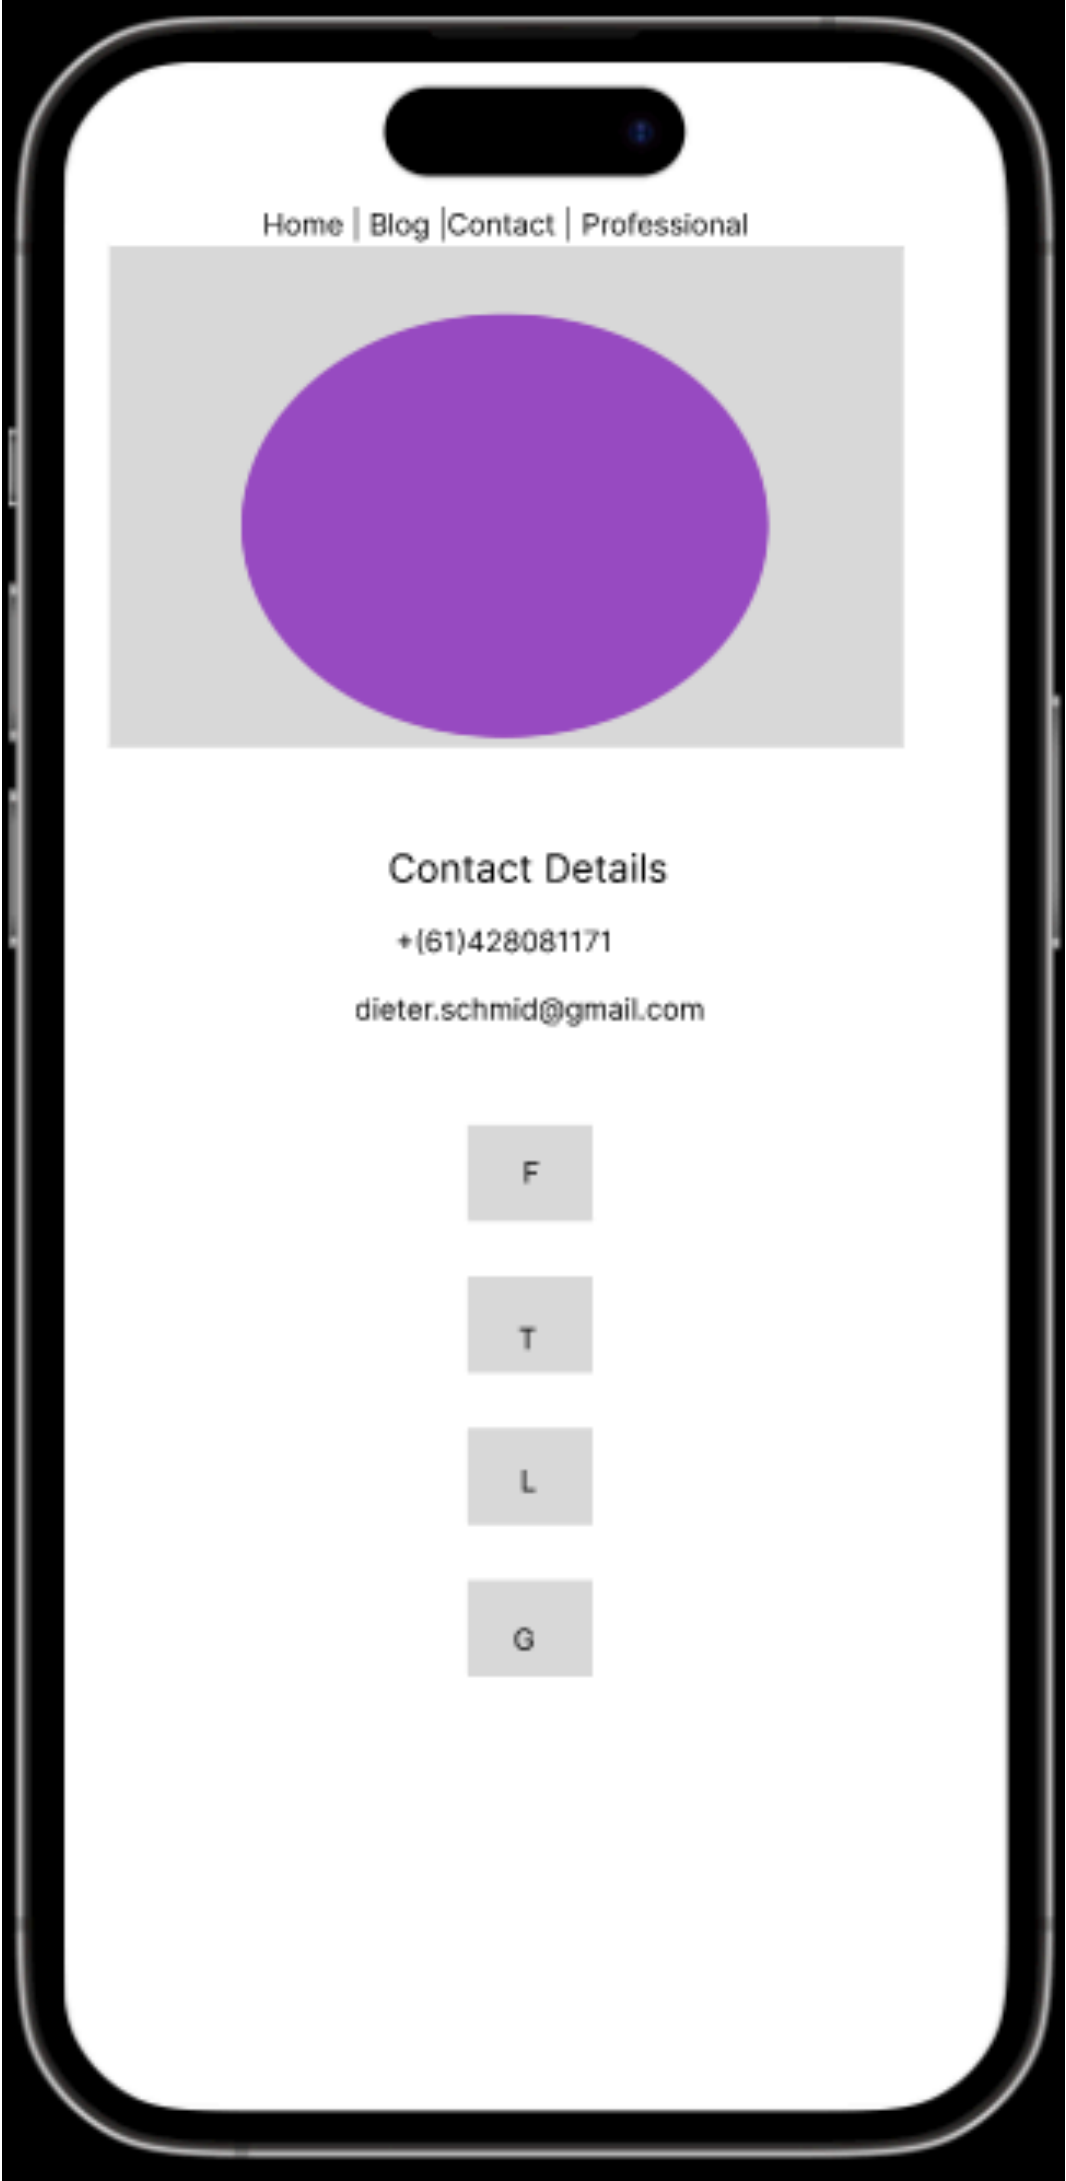 Home | Blog |Contact | Professional
Contact Details
+(61)428081171
dieter.schmid@gmail.com
F
T
L
G